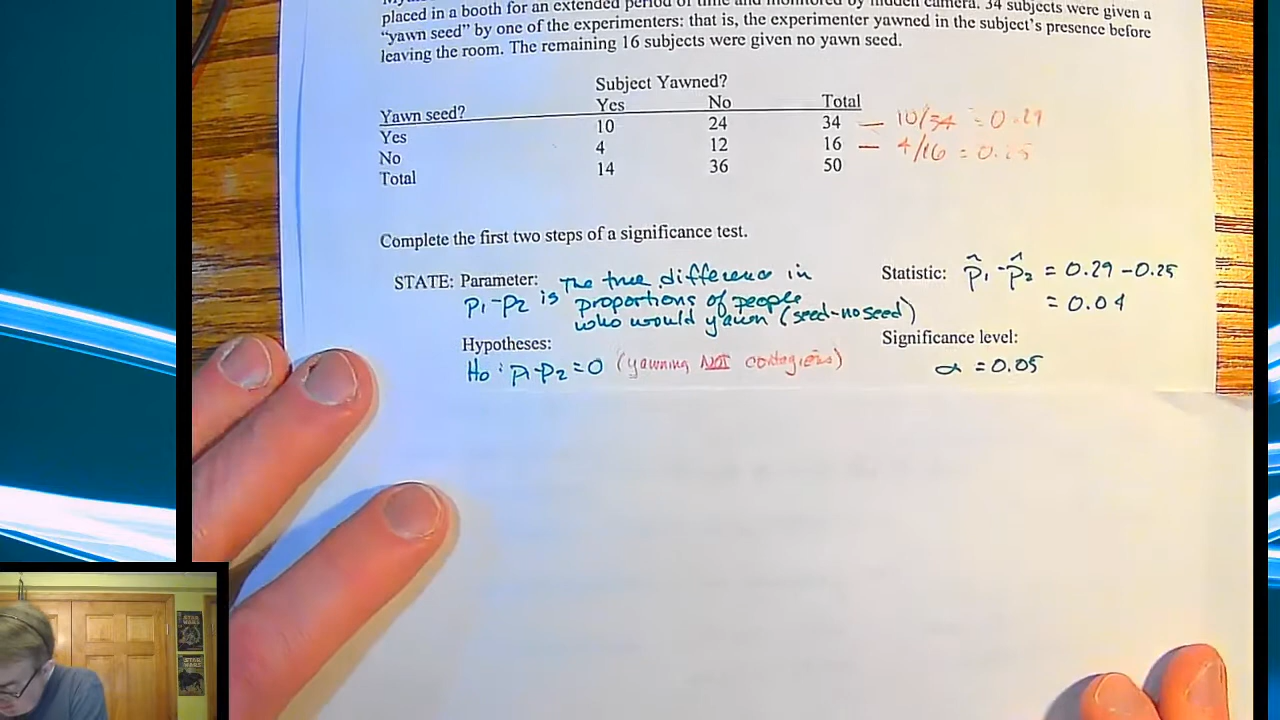 placed in a booth for an extended period of time and monitored by hidden camera. 34 subjects were given a
"yawn seed" by one of the experimenters: that is, the experimenter yawned in the subject's presence before
leaving the room. The remaining 16 subjects were given no yawn seed.
Subject Yawned?
Yawn seed? Yes No Total
Yes 10 24 34 — 10/34 = 0.29
No 4 12 16 — 4/16 = 0.25
Total 14 36 50
Complete the first two steps of a significance test.
STATE: Parameter: The true difference in
p₁-p₂ is proportions of people
who would yawn (seed-no seed)
Statistic: p̂₁-p̂₂ = 0.29-0.25
= 0.04
Hypotheses:
H₀: p₁-p₂=0 (yawning NOT contagious)
Significance level:
α = 0.05
STAR
WARS
STAR
WARS